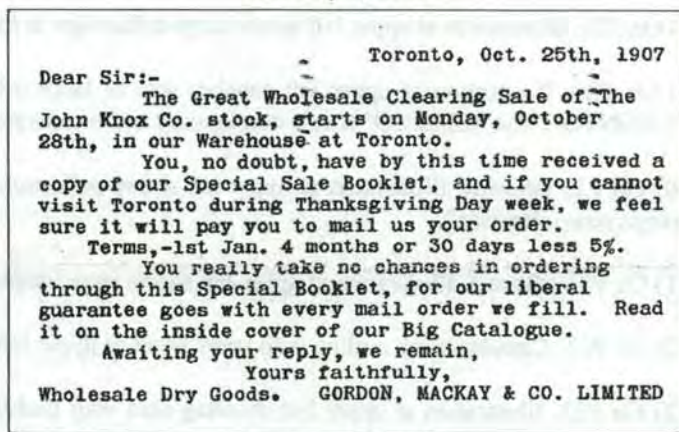 Toronto, Oct. 25th, 1907
Dear Sir:-
The Great Wholesale Clearing Sale of The
John Knox Co. stock, starts on Monday, October
28th, in our Warehouse at Toronto.
You, no doubt, have by this time received a
copy of our Special Sale Booklet, and if you cannot
visit Toronto during Thanksgiving Day week, we feel
sure it will pay you to mail us your order.
Terms,-1st Jan. 4 months or 30 days less 5%.
You really take no chances in ordering
through this Special Booklet, for our liberal
guarantee goes with every mail order we fill. Read
it on the inside cover of our Big Catalogue.
Awaiting your reply, we remain,
Yours faithfully,
Wholesale Dry Goods. GORDON, MACKAY & CO. LIMITED